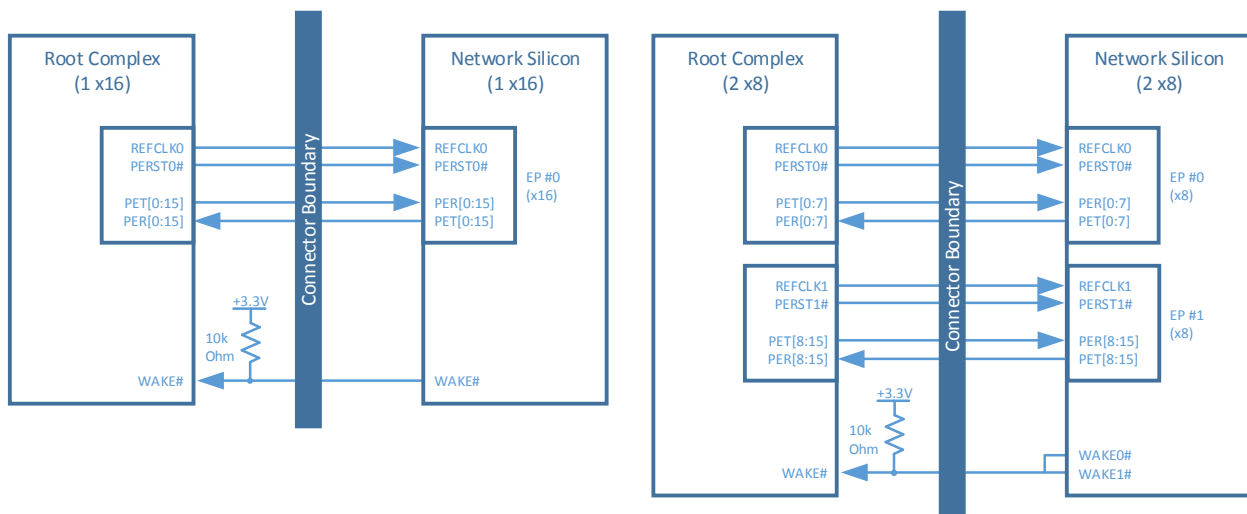 Root Complex
(1 x16)
REFCLK0
PERST0#
PET[0:15]
PER[0:15]
+3.3V
10k
Ohm
WAKE#
Connector Boundary
Network Silicon
(1 x16)
REFCLK0
PERST0#
PER[0:15]
PET[0:15]
EP #0
(x16)
WAKE#
Root Complex
(2 x8)
REFCLK0
PERST0#
PET[0:7]
PER[0:7]
REFCLK1
PERST1#
PET[8:15]
PER[8:15]
+3.3V
10k
Ohm
WAKE#
Connector Boundary
Network Silicon
(2 x8)
REFCLK0
PERST0#
PER[0:7]
PET[0:7]
EP #0
(x8)
REFCLK1
PERST1#
PER[8:15]
PET[8:15]
EP #1
(x8)
WAKE0#
WAKE1#